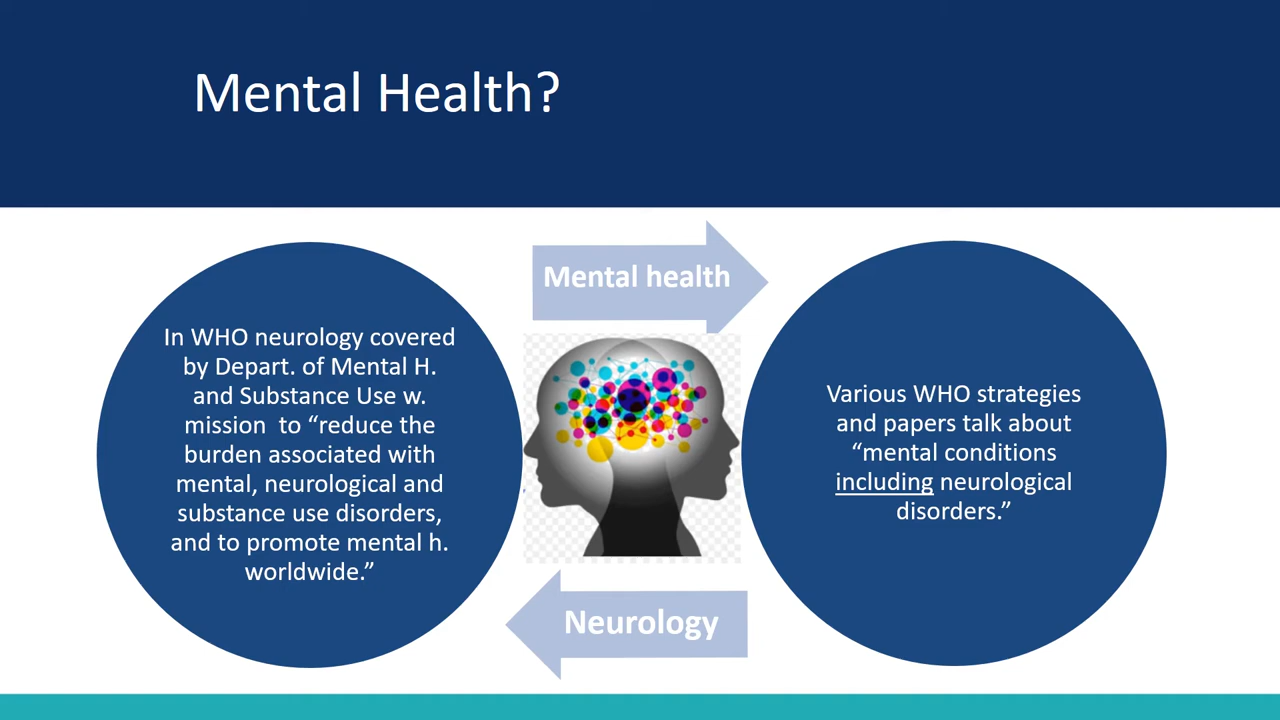 Mental Health?
In WHO neurology covered
by Depart. of Mental H.
and Substance Use w.
mission to “reduce the
burden associated with
mental, neurological and
substance use disorders,
and to promote mental h.
worldwide.”
Mental health
Neurology
Various WHO strategies
and papers talk about
“mental conditions
including neurological
disorders.”